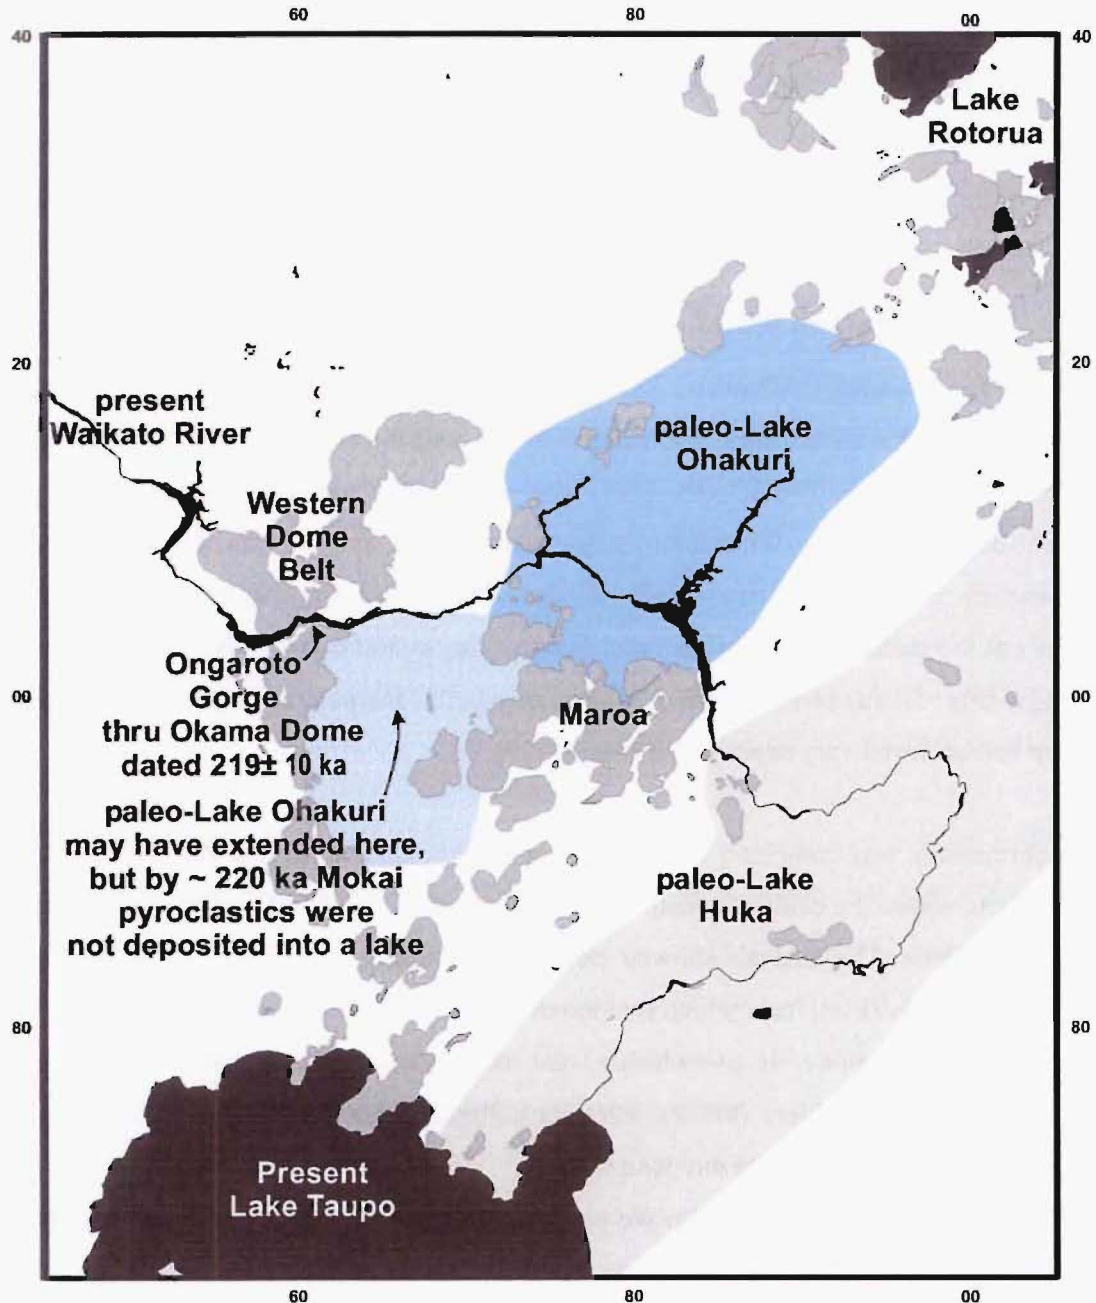 60
80
00
40
40
Lake
Rotorua
20
20
present
Waikato River
paleo-Lake
Ohakuri
Western
Dome
Belt
Ongaroto
Gorge
thru Okama Dome
dated 219± 10 ka
00
00
Maroa
paleo-Lake Ohakuri
may have extended here,
but by ~ 220 ka Mokai
pyroclastics were
not deposited into a lake
paleo-Lake
Huka
80
80
Present
Lake Taupo
60
80
00